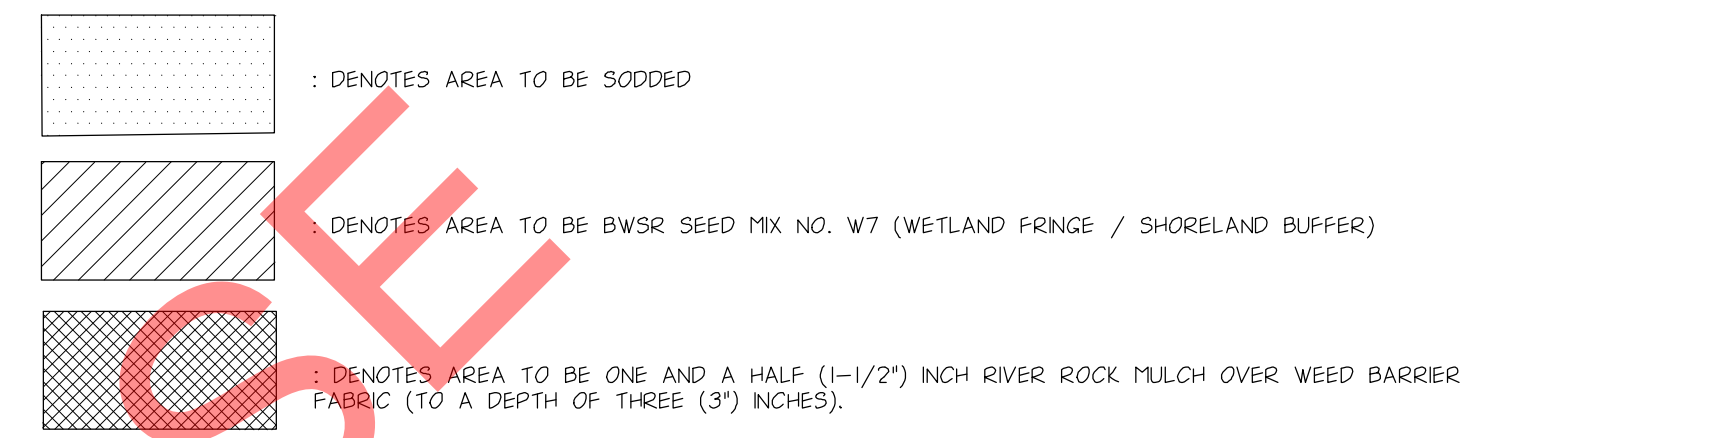 : DENOTES AREA TO BE SODDED
: DENOTES AREA TO BE BWSR SEED MIX NO. W7 (WETLAND FRINGE / SHORELAND BUFFER)
: DENOTES AREA TO BE ONE AND A HALF (1-1/2") INCH RIVER ROCK MULCH OVER WEED BARRIER
FABRIC (TO A DEPTH OF THREE (3") INCHES).
SE